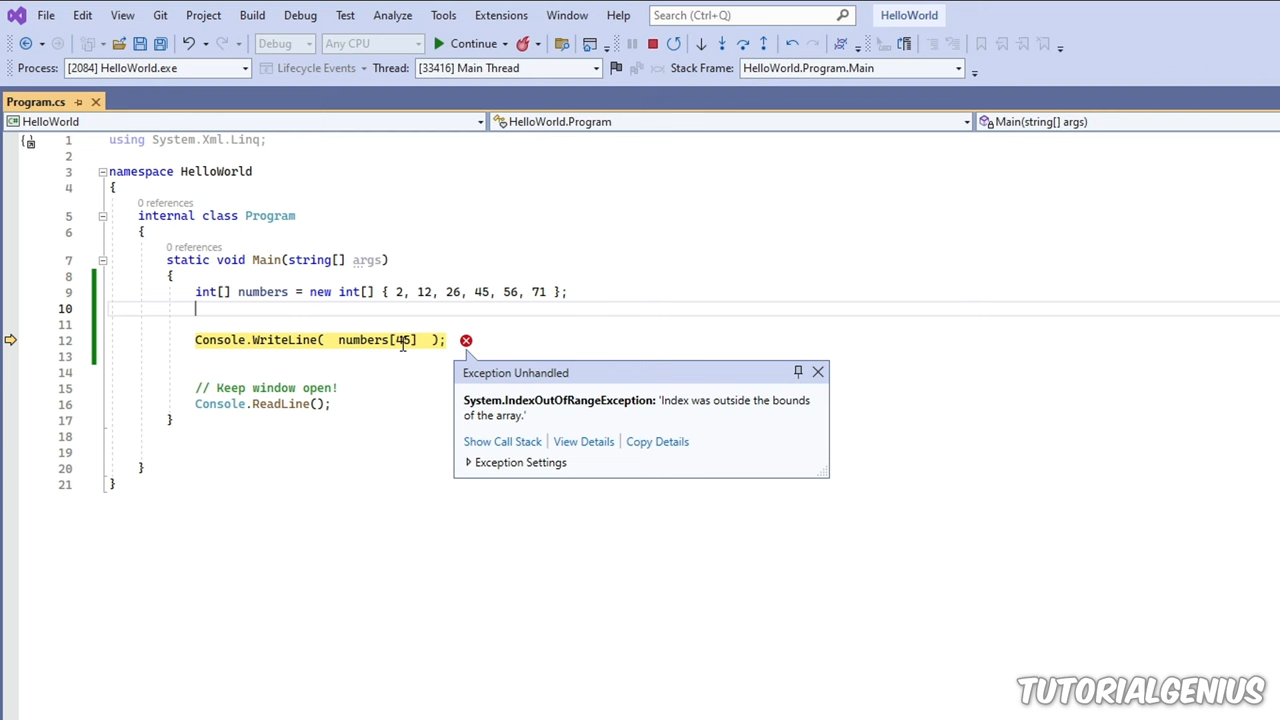 File Edit View Git Project Build Debug Test Analyze Tools Extensions Window Help Search (Ctrl+Q) HelloWorld
Debug Any CPU Continue
Process: [2084] HelloWorld.exe Lifecycle Events Thread: [33416] Main Thread Stack Frame: HelloWorld.Program.Main
Program.cs
HelloWorld HelloWorld.Program Main(string[] args)
1 using System.Xml.Linq;
2
3 namespace HelloWorld
4 {
0 references
5 internal class Program
6 {
0 references
7 static void Main(string[] args)
8 {
9 int[] numbers = new int[] { 2, 12, 26, 45, 56, 71 };
10
11
12 Console.WriteLine( numbers[45] );
13
14
15 // Keep window open!
16 Console.ReadLine();
17 }
18
19
20 }
21 }
Exception Unhandled
System.IndexOutOfRangeException: 'Index was outside the bounds
of the array.'
Show Call Stack View Details Copy Details
Exception Settings
TUTORIALGENIUS